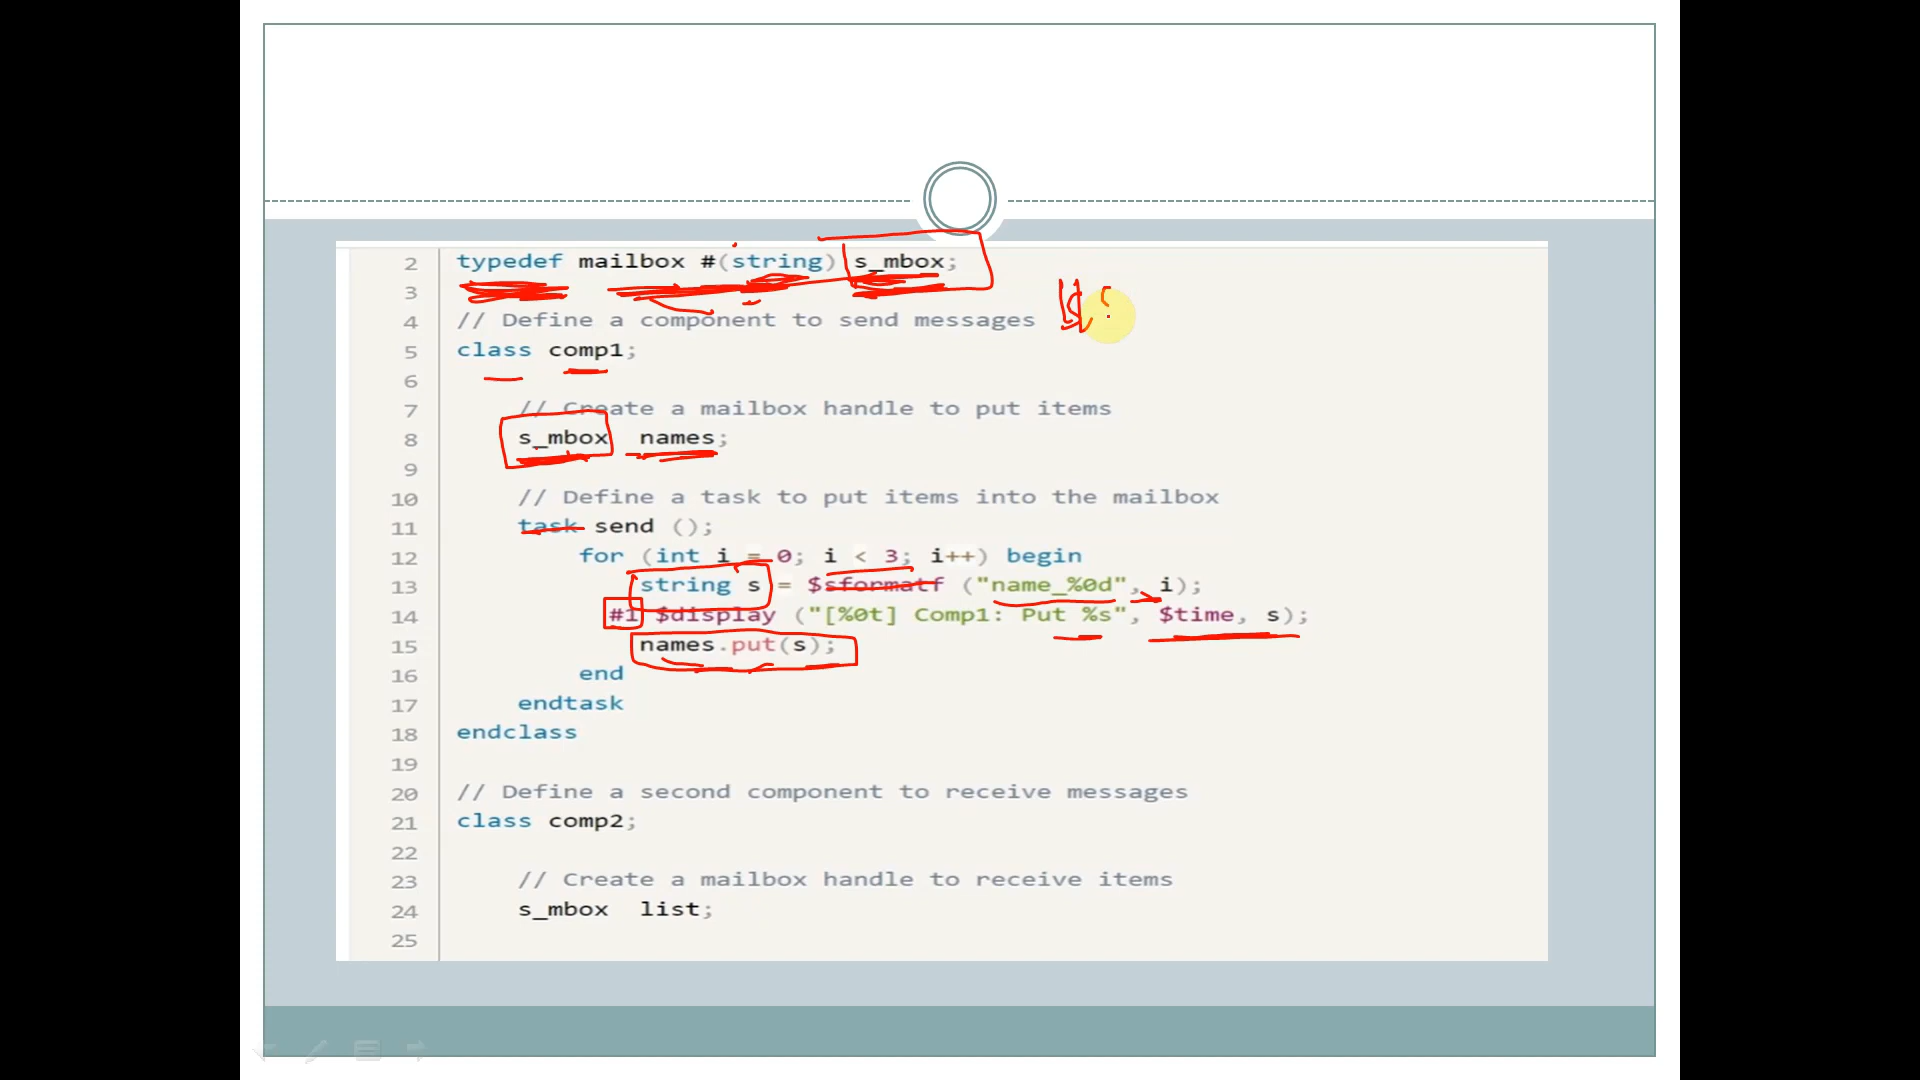 2 typedef mailbox #(string) s_mbox;
3
4 // Define a component to send messages
5 class comp1;
6
7 // Create a mailbox handle to put items
8 s_mbox names;
9
10 // Define a task to put items into the mailbox
11 task send ();
12 for (int i = 0; i < 3; i++) begin
13 string s = $sformatf ("name_%0d", i);
14 #1 $display ("[%0t] Comp1: Put %s", $time, s);
15 names.put(s);
16 end
17 endtask
18 endclass
19
20 // Define a second component to receive messages
21 class comp2;
22
23 // Create a mailbox handle to receive items
24 s_mbox list;
25